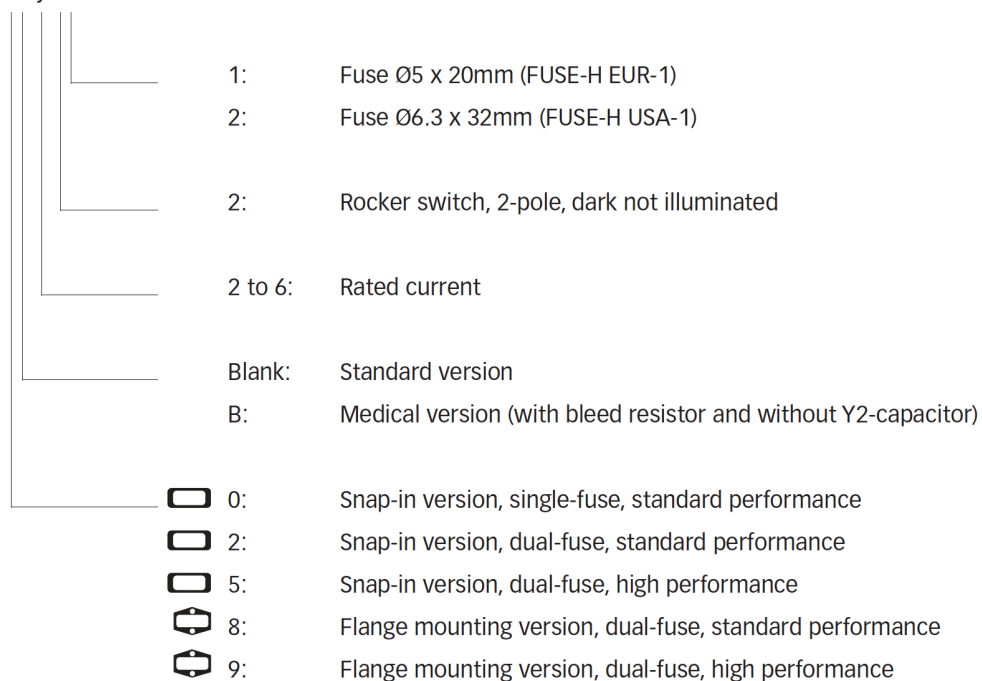 1: Fuse Ø5 x 20mm (FUSE-H EUR-1)
2: Fuse Ø6.3 x 32mm (FUSE-H USA-1)
2: Rocker switch, 2-pole, dark not illuminated
2 to 6: Rated current
Blank: Standard version
B: Medical version (with bleed resistor and without Y2-capacitor)
0: Snap-in version, single-fuse, standard performance
2: Snap-in version, dual-fuse, standard performance
5: Snap-in version, dual-fuse, high performance
8: Flange mounting version, dual-fuse, standard performance
9: Flange mounting version, dual-fuse, high performance